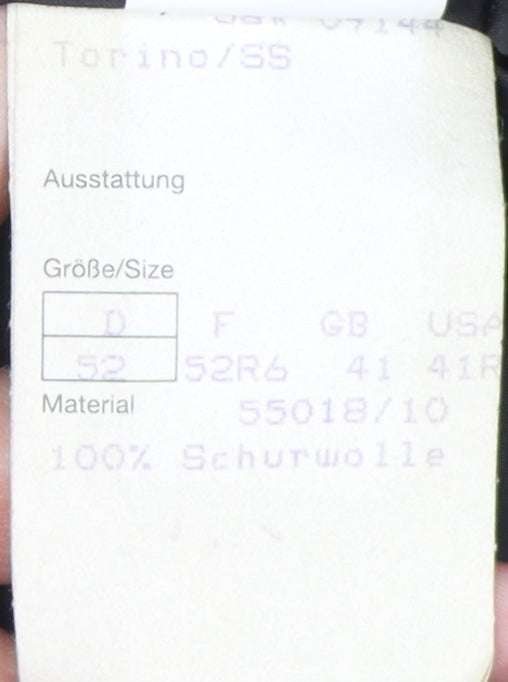 Torino/SS
Ausstattung
Größe/Size
D F GB USA
52 52R6 41 41R
Material 55018/10
100% Schurwolle